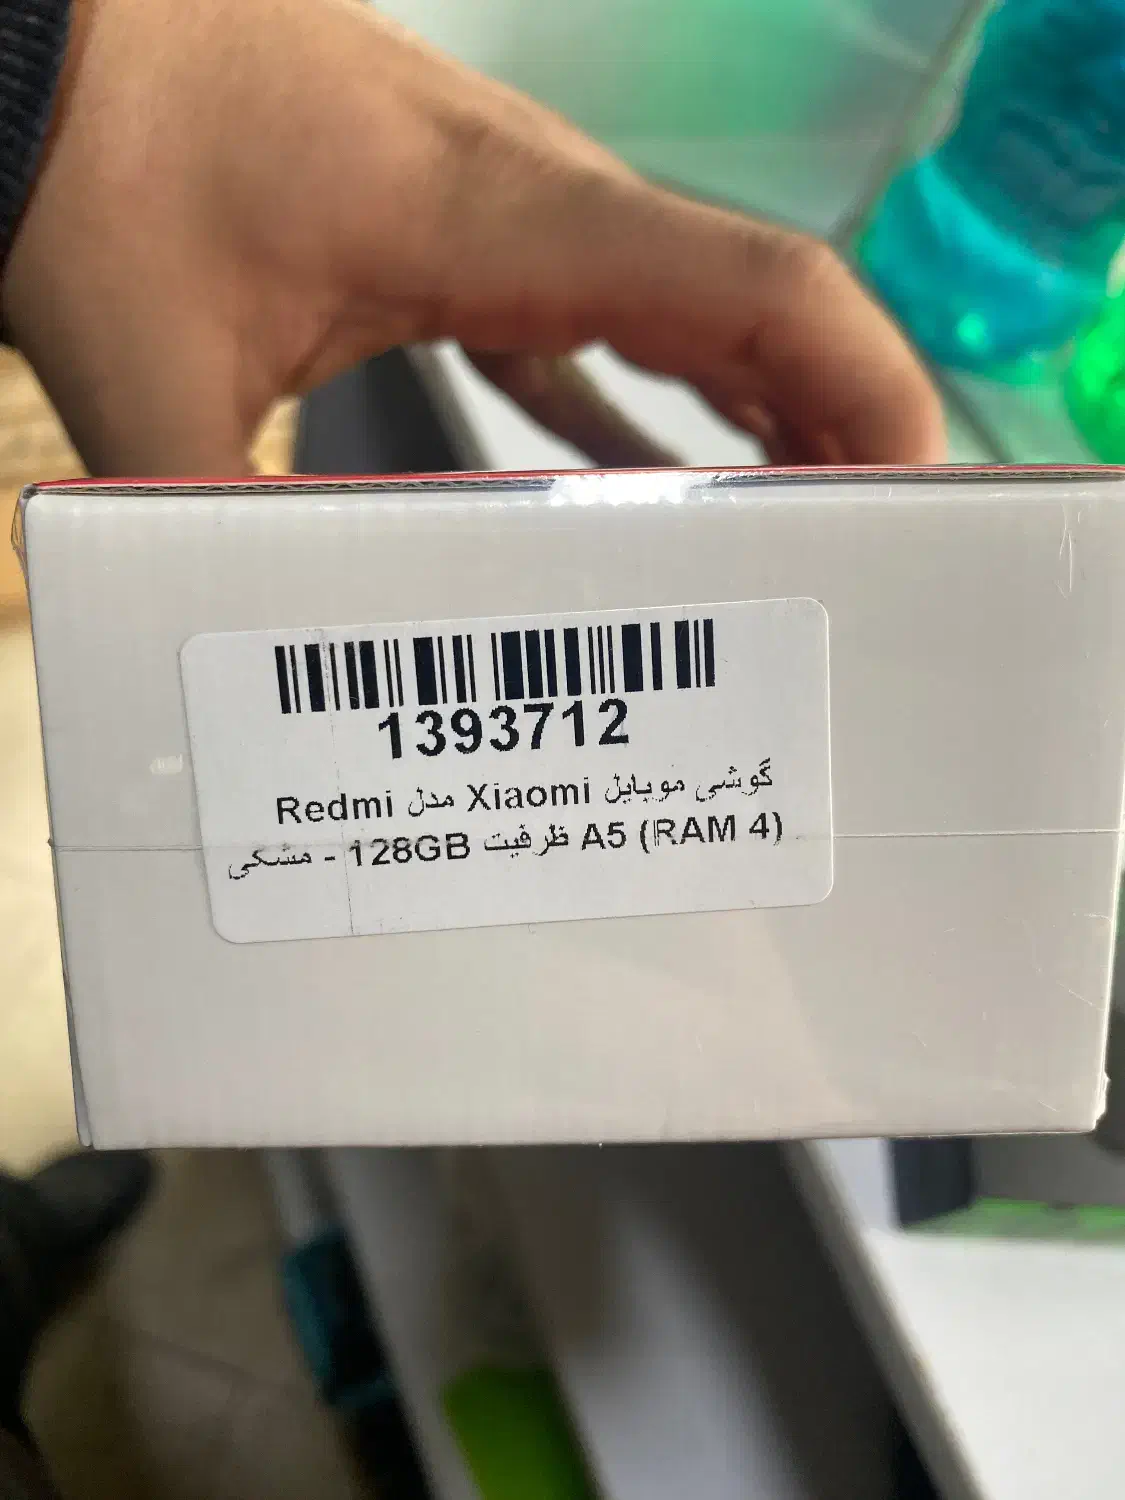 1393712
گوشی موبایل Xiaomi مدل Redmi
A5 (RAM 4) ظرفیت 128GB - مشکی